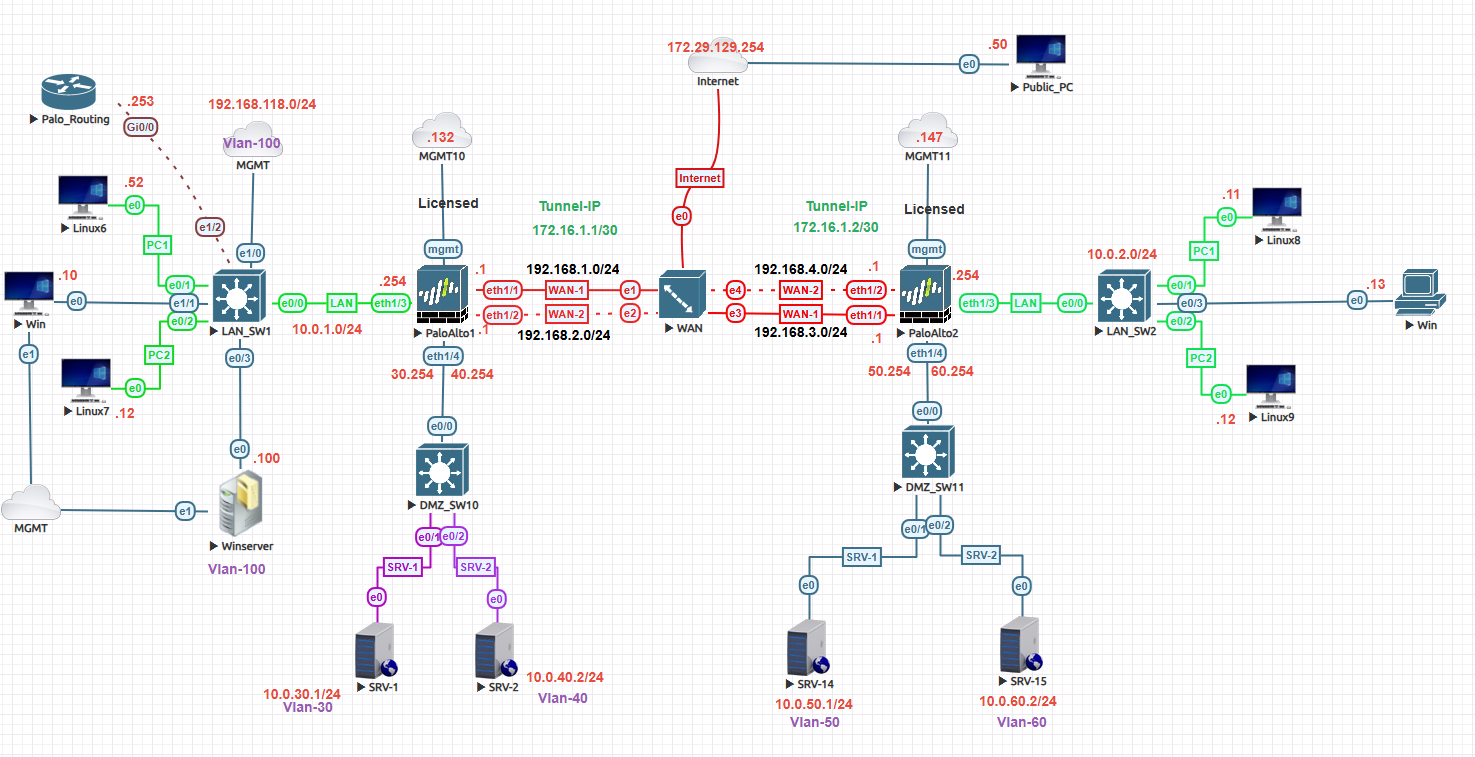 172.29.129.254
Internet
.50
e0
Public_PC
Palo_Routing
.253
Gi0/0
192.168.118.0/24
Vlan-100
MGMT
.132
MGMT10
.147
MGMT11
Internet
e0
.52
e0
Linux6
e1/2
PC1
e1/0
Licensed
Tunnel-IP
172.16.1.1/30
Tunnel-IP
172.16.1.2/30
Licensed
mgmt
mgmt
.11
e0
Linux8
10.0.2.0/24
PC1
.10
e0
Win
e0/1
e1/1
e0/2
LAN_SW1
e0/0
LAN
eth1/3
.254
10.0.1.0/24
PaloAlto1
.1
eth1/1
192.168.1.0/24
WAN-1
e1
eth1/2
.1
WAN-2
e2
192.168.2.0/24
WAN
e4
192.168.4.0/24
WAN-2
.1
eth1/2
e3
WAN-1
eth1/1
192.168.3.0/24
.1
PaloAlto2
.254
eth1/3
LAN
e0/0
e0/1
e0/3
e0/2
LAN_SW2
e0
.13
Win
e1
PC2
e0
Linux7
.12
e0/3
eth1/4
30.254
40.254
eth1/4
50.254
60.254
PC2
e0
Linux9
.12
e0/0
e0/0
e0
.100
MGMT
e1
Winserver
Vlan-100
DMZ_SW10
e0/1
e0/2
SRV-1
SRV-2
e0
e0
DMZ_SW11
e0/1
e0/2
SRV-1
SRV-2
e0
e0
SRV-1
10.0.30.1/24
Vlan-30
SRV-2
10.0.40.2/24
Vlan-40
SRV-14
10.0.50.1/24
Vlan-50
SRV-15
10.0.60.2/24
Vlan-60